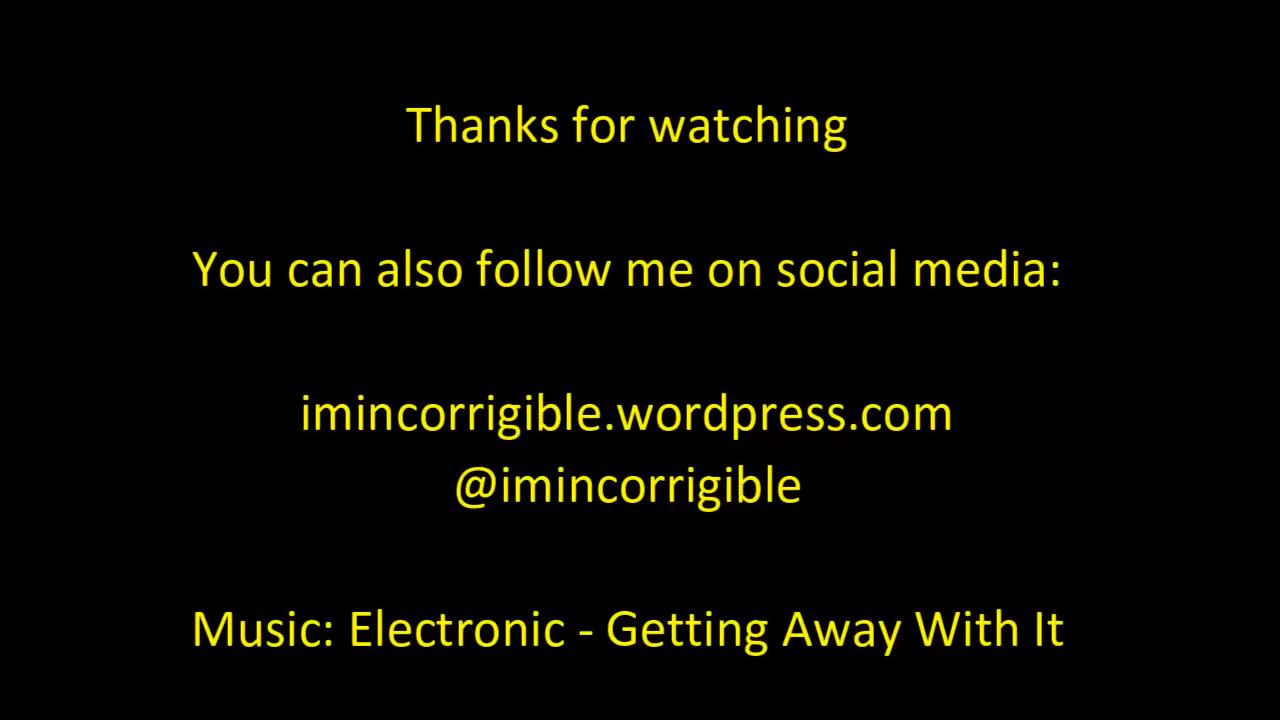 Thanks for watching
You can also follow me on social media:
imincorrigible.wordpress.com
@imincorrigible
Music: Electronic - Getting Away With It